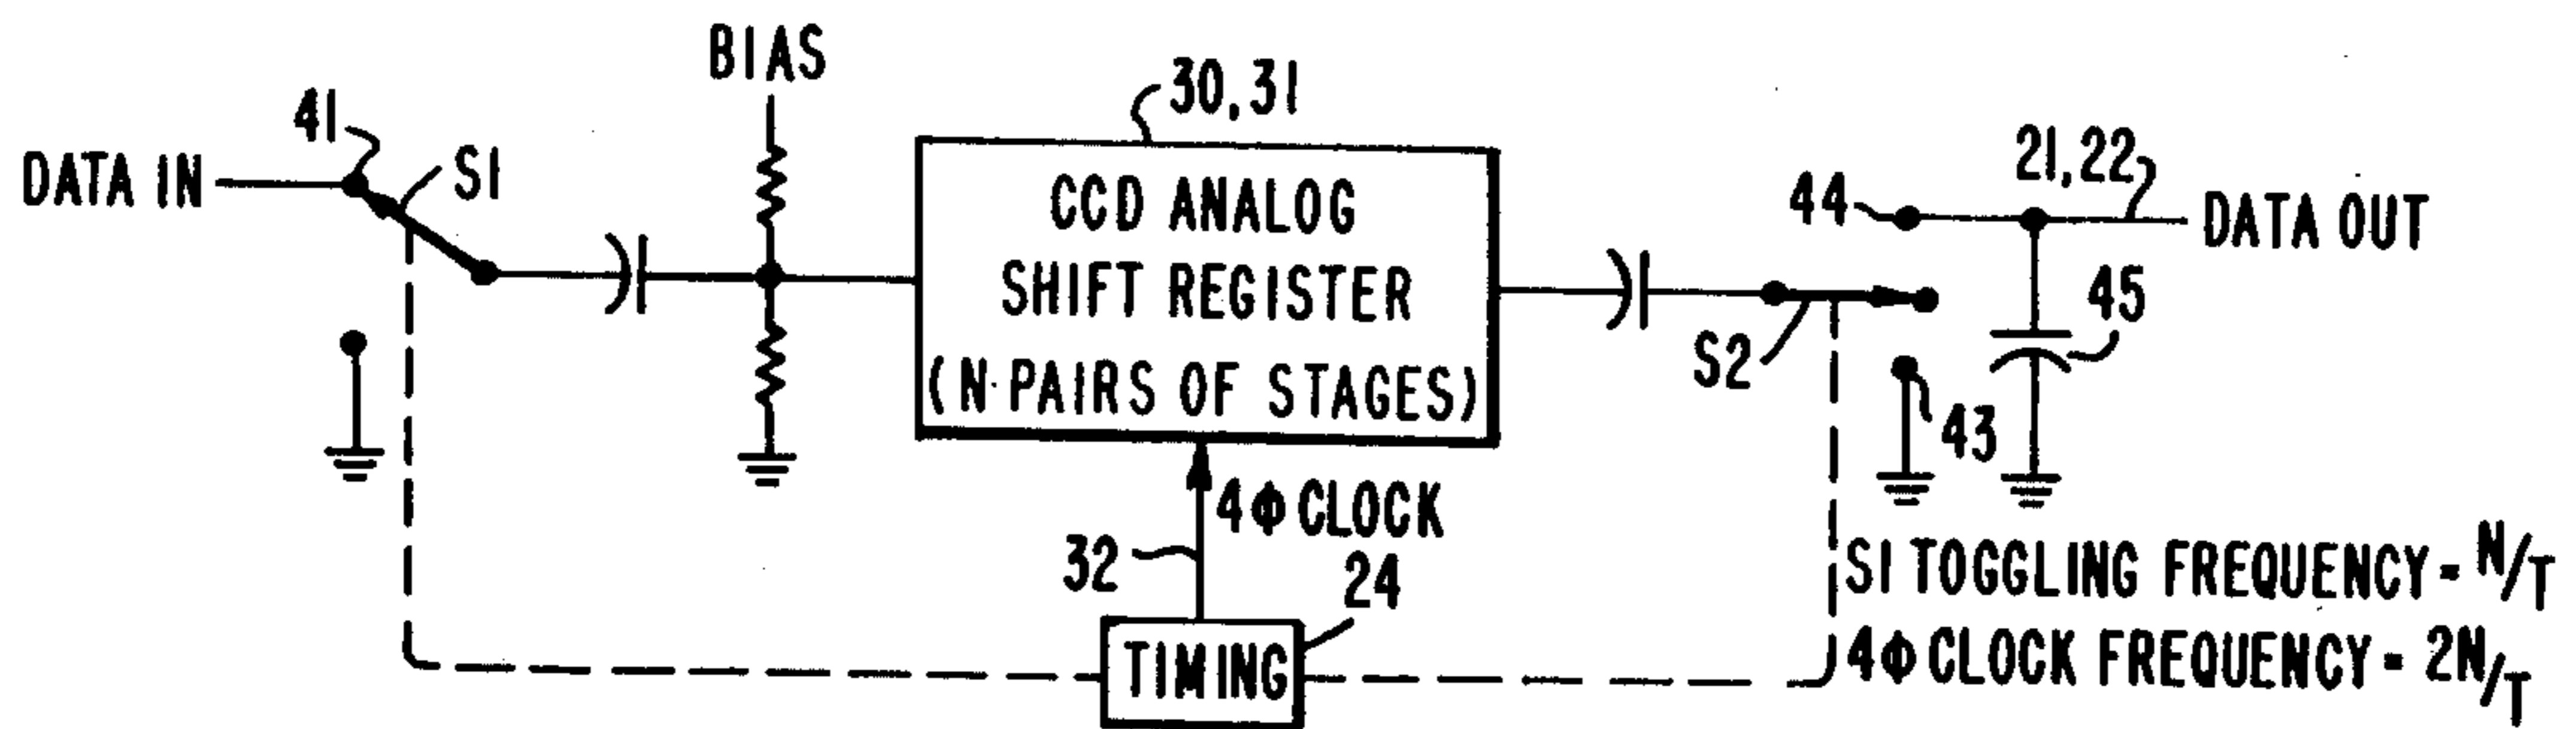 BIAS
41
30,31
DATA IN
S1
21,22
44
DATA OUT
CCD ANALOG
SHIFT REGISTER
(N PAIRS OF STAGES)
45
S2
43
4Φ CLOCK
32
24
TIMING
S1 TOGGLING FREQUENCY = N/T
4Φ CLOCK FREQUENCY = 2N/T